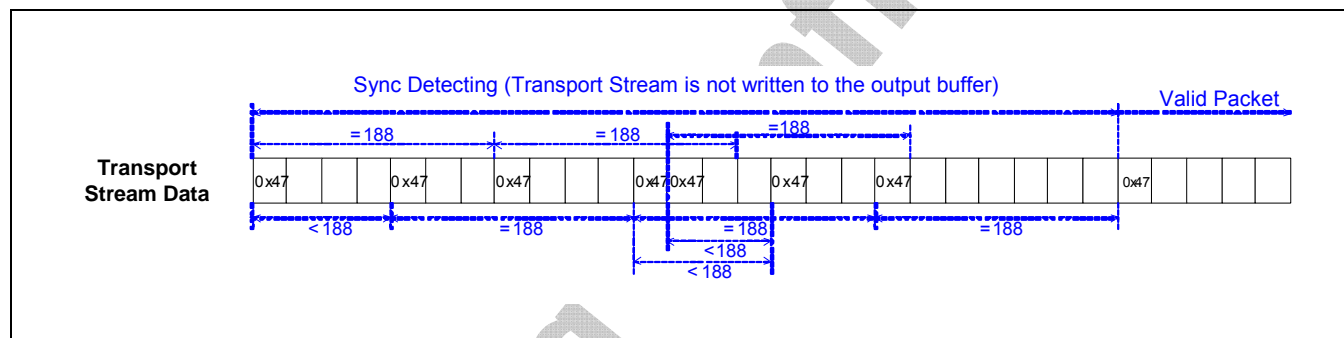 Sync Detecting (Transport Stream is not written to the output buffer)
Valid Packet
=188
=188
=188
Transport
Stream Data
0x47
0x47
0x47
0x47
0x47
0x47
0x47
0x47
<188
=188
=188
=188
<188
<188